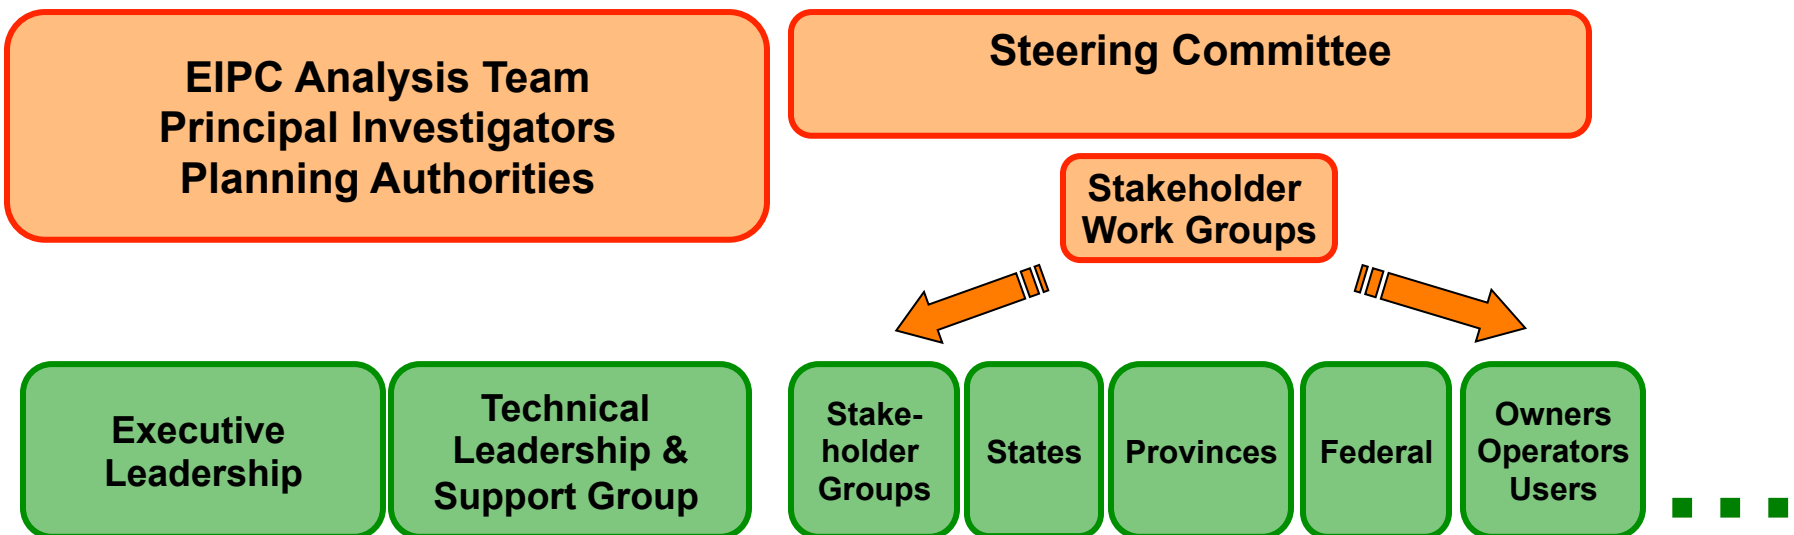 EIPC Analysis Team
Principal Investigators
Planning Authorities
Steering Committee
Stakeholder
Work Groups
Executive
Leadership
Technical
Leadership &
Support Group
Stake-
holder
Groups
States
Provinces
Federal
Owners
Operators
Users